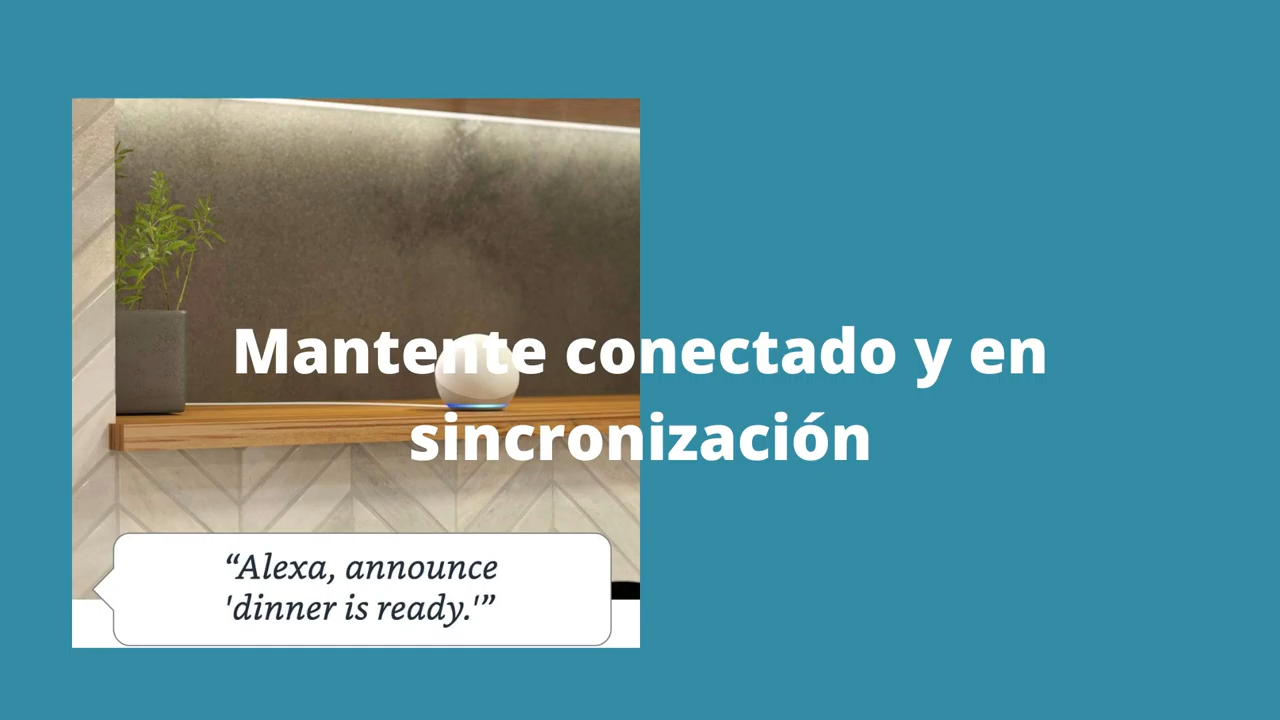 Mantente conectado y en
sincronización
“Alexa, announce
'dinner is ready.'”